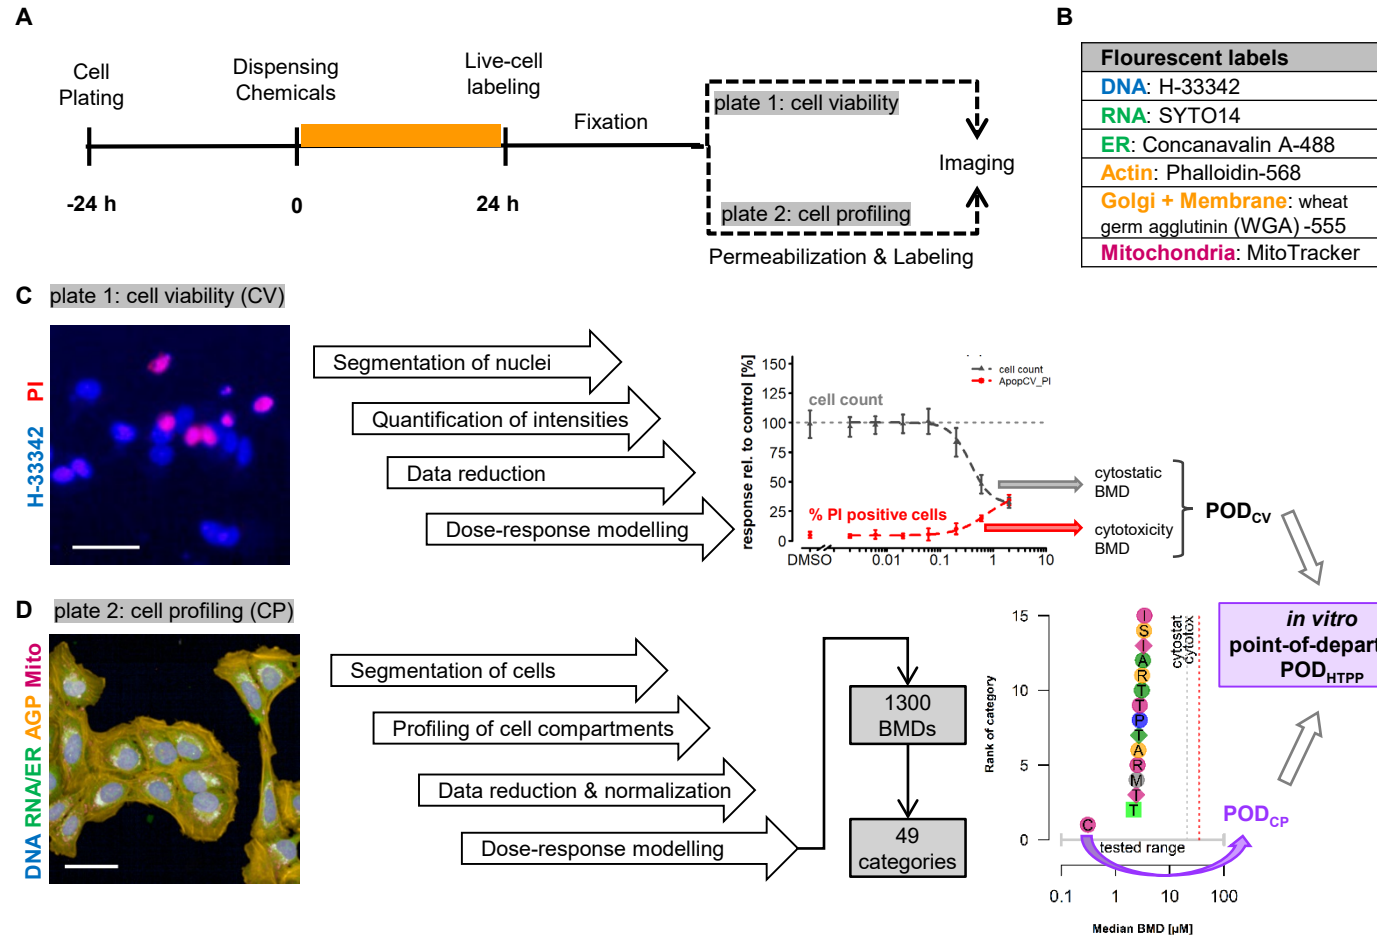 A
Cell
Plating
Dispensing
Chemicals
Live-cell
labeling
Fixation
plate 1: cell viability
Imaging
plate 2: cell profiling
Permeabilization & Labeling
-24 h
0
24 h
B
Flourescent labels
DNA: H-33342
RNA: SYTO14
ER: Concanavalin A-488
Actin: Phalloidin-568
Golgi + Membrane: wheat
germ agglutinin (WGA) -555
Mitochondria: MitoTracker
C
plate 1: cell viability (CV)
H-33342 PI
Segmentation of nuclei
Quantification of intensities
Data reduction
Dose-response modelling
response rel. to control [%]
150
100
75
50
25
0
cell count
ApopCV_PI
cell count
% PI positive cells
DMSO
0.01
0.1
1
10
cytostatic
BMD
cytotoxicity
BMD
PODCV
D
plate 2: cell profiling (CP)
DNA RNA/ER AGP Mito
Segmentation of cells
Profiling of cell compartments
Data reduction & normalization
Dose-response modelling
1300
BMDs
49
categories
Rank of category
15
10
5
0
I
S
I
A
R
T
T
P
T
A
R
M
T
T
C
cytostat
cytotox
tested range
0.1
1
10
100
Median BMD [µM]
PODCP
in vitro
point-of-depart
PODHTPP